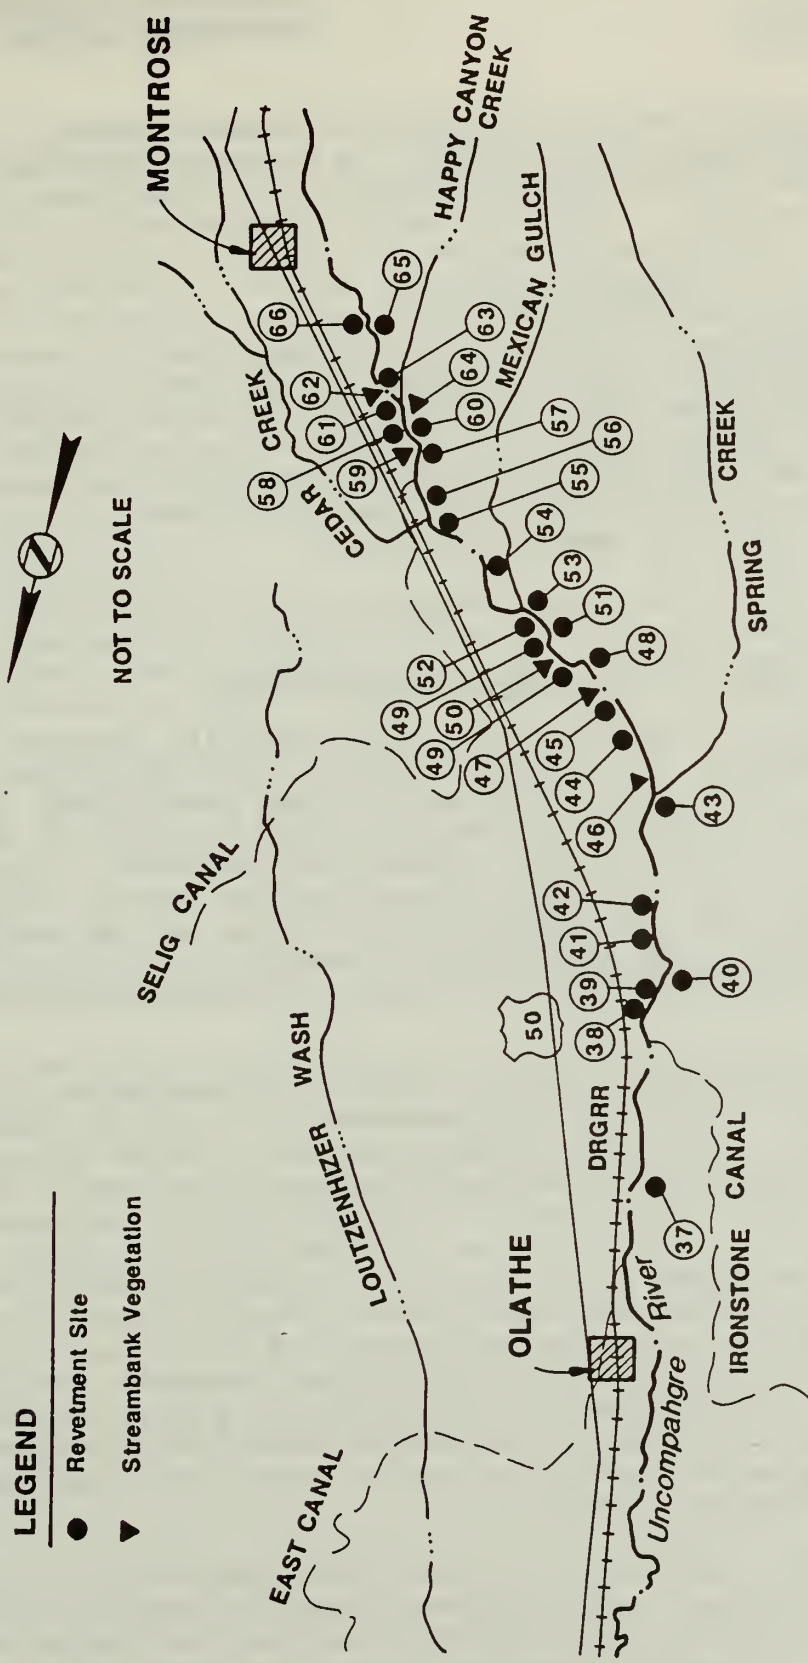 LEGEND
Revetment Site
Streambank Vegetation
NOT TO SCALE
N
MONTROSE
EAST CANAL
LOUTZENHIZER WASH
SELIG CANAL
CEDAR CREEK
OLATHE
50
DRGRR
Uncompahgre River
IRONSTONE CANAL
SPRING CREEK
MEXICAN GULCH
HAPPY CANYON
CREEK
37
38
39
40
41
42
43
46
44
45
47
49
50
49
52
48
51
53
54
55
56
57
58
59
60
61
62
64
63
66
65